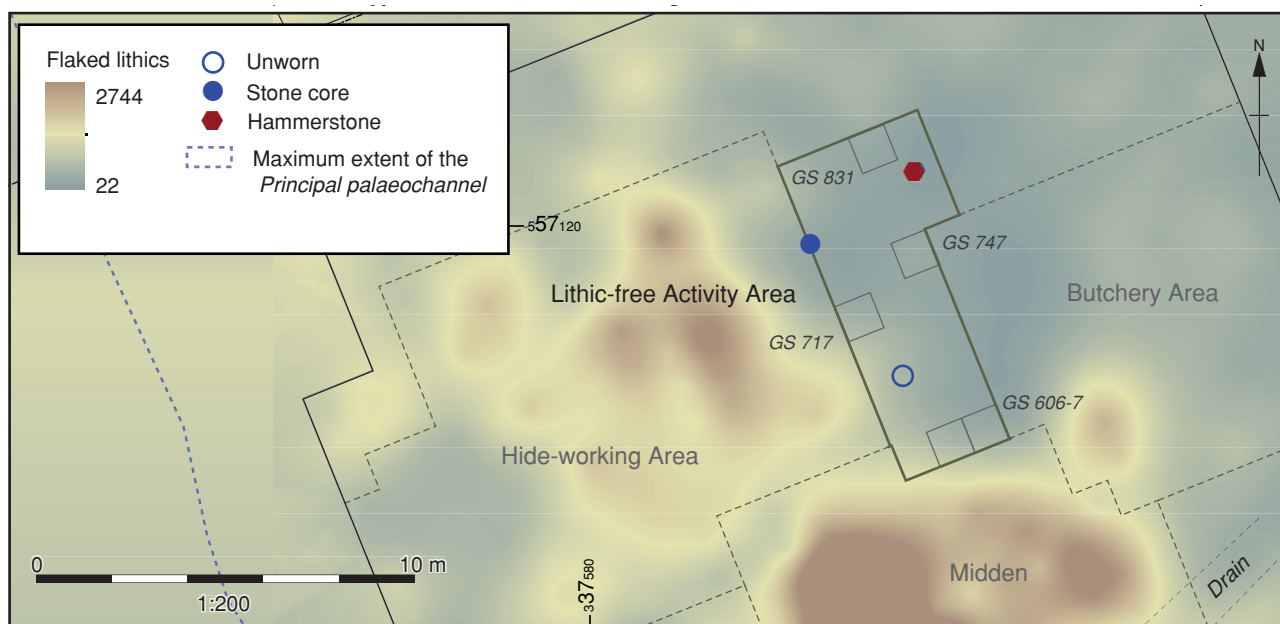 Flaked lithics
2744
22
Unworn
Stone core
Hammerstone
Maximum extent of the
Principal palaeochannel
N
GS 831
557120
GS 747
Lithic-free Activity Area
Butchery Area
GS 717
GS 606-7
Hide-working Area
0 10 m
1:200
337580
Midden
Drain